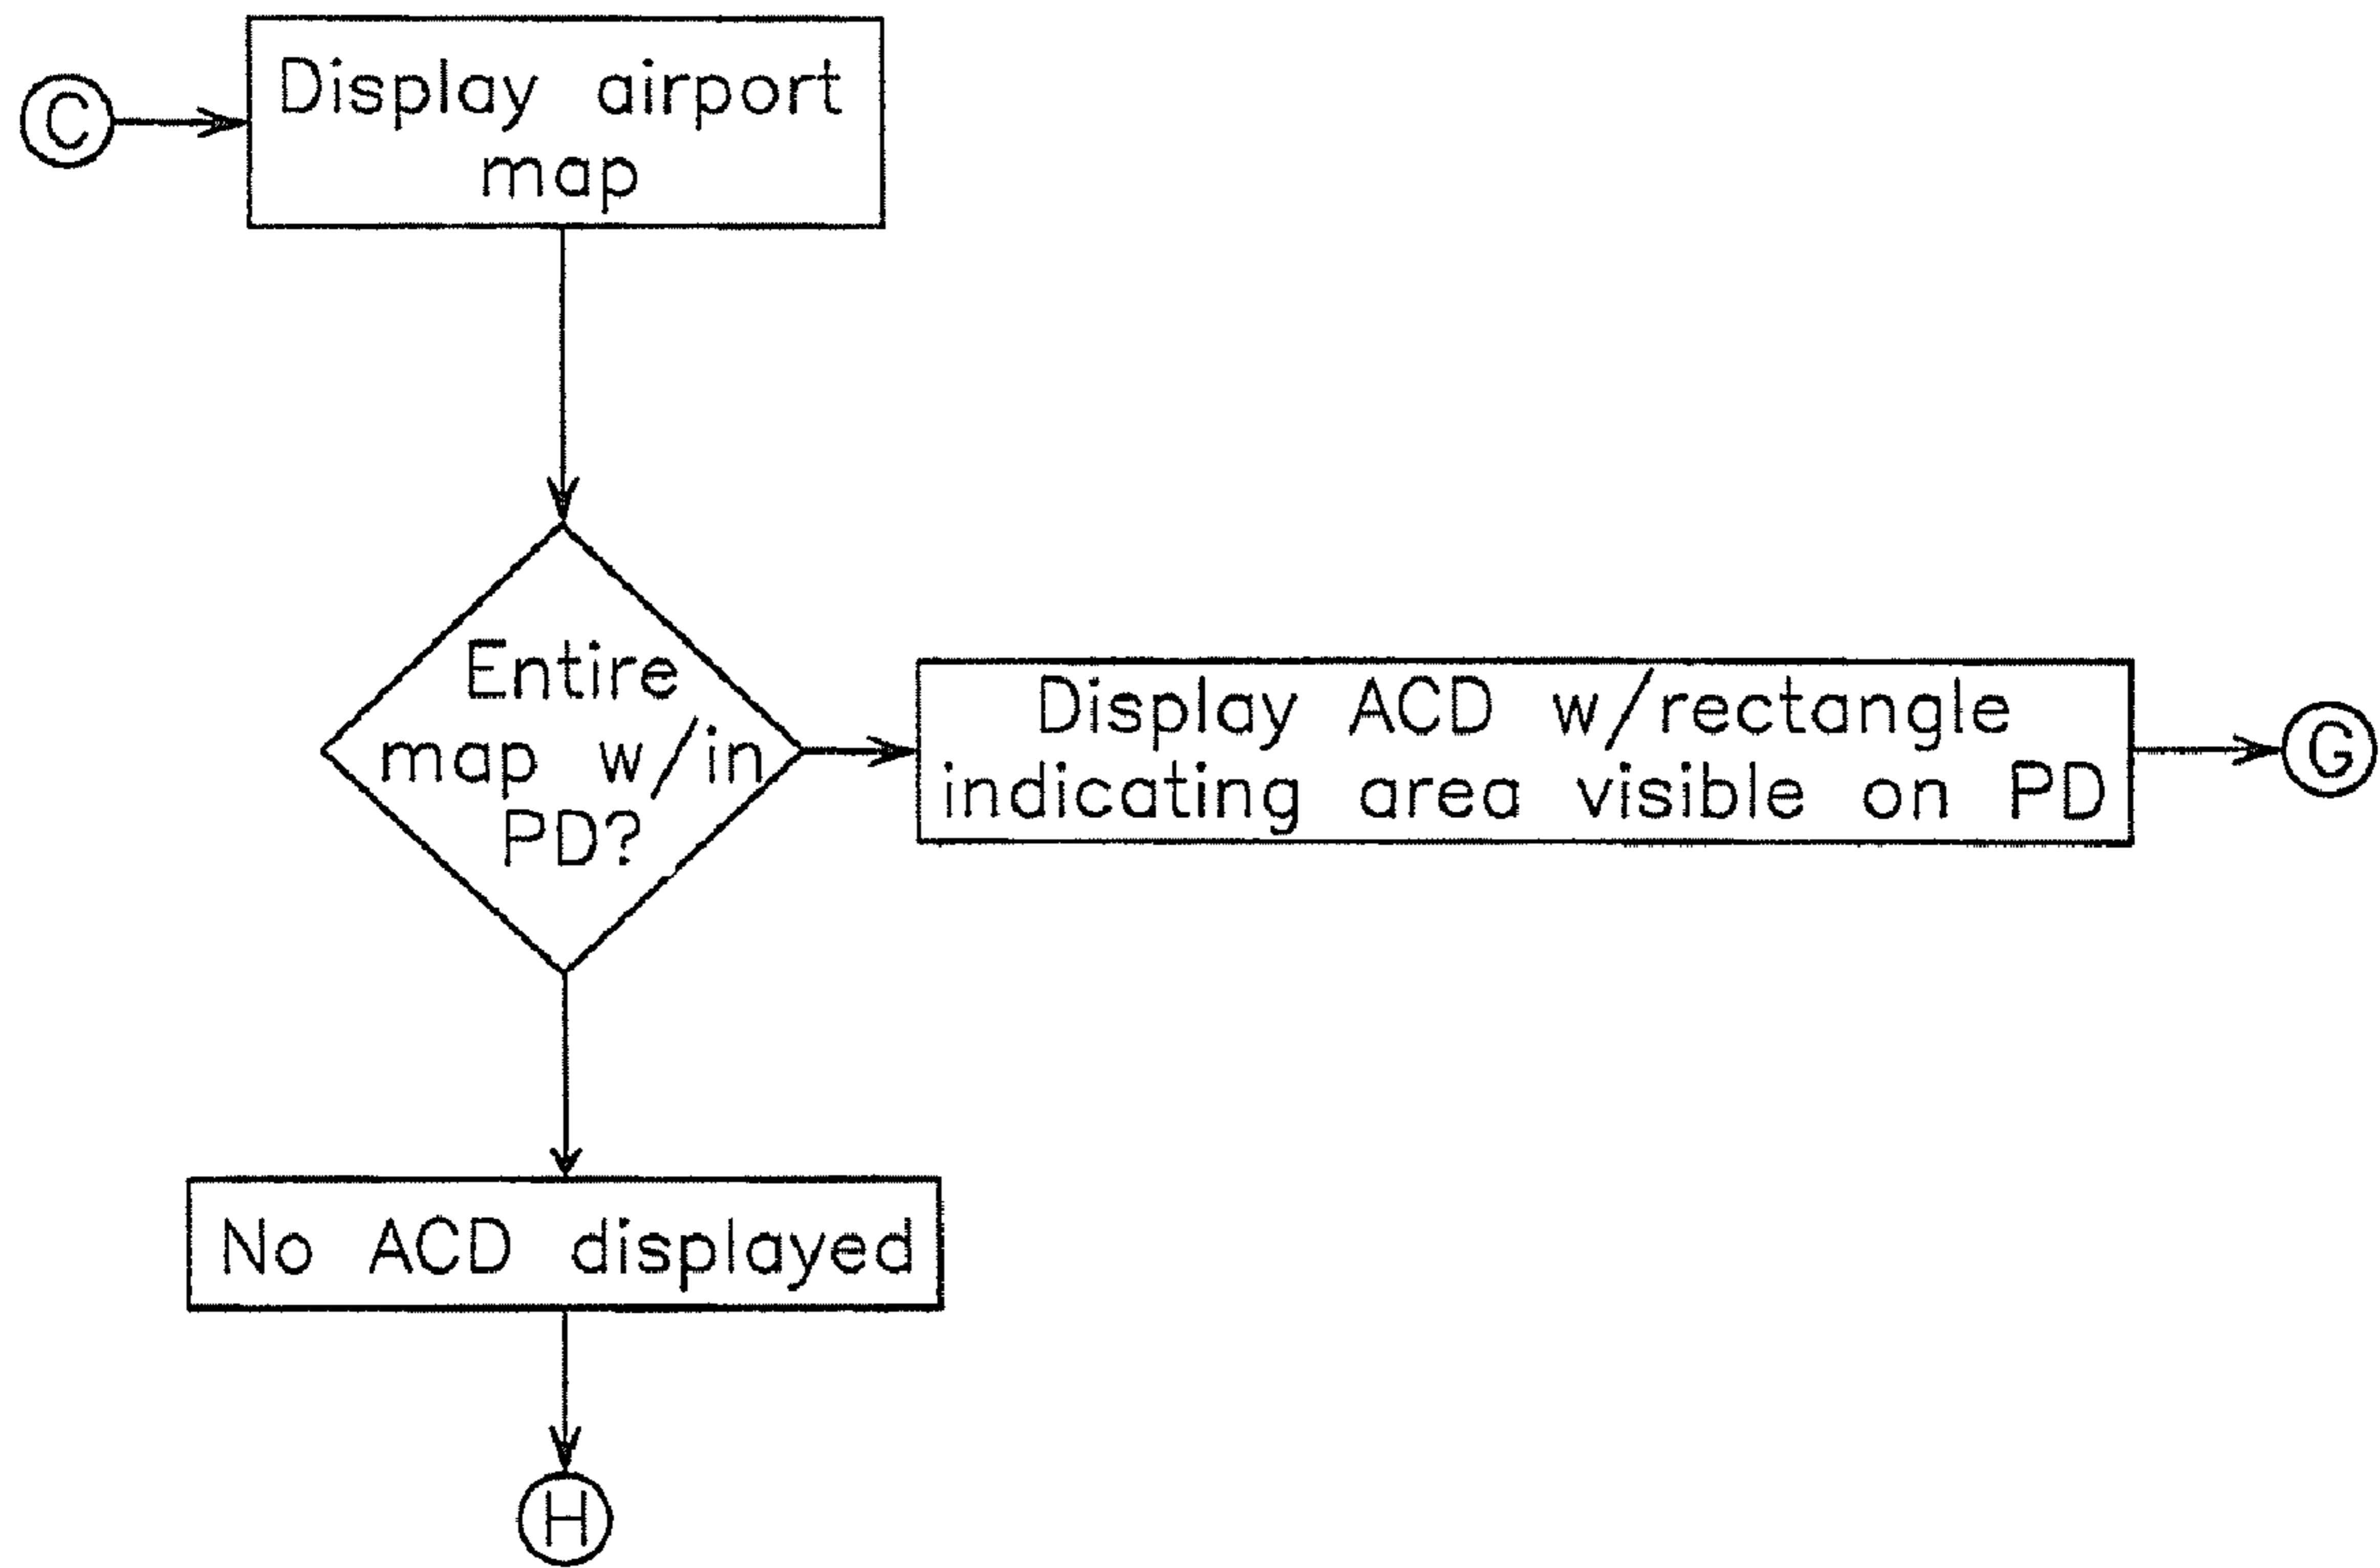 C
Display airport
map
Entire
map w/in
PD?
Display ACD w/rectangle
indicating area visible on PD
G
No ACD displayed
H